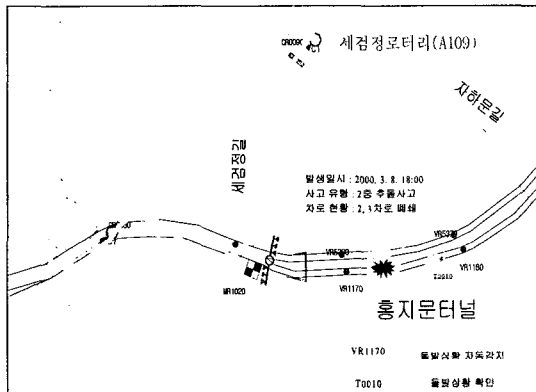 세검정로터리(A109)
자하문길
세검정길
발생일시 : 2000. 3. 8. 18:00
사고 유형 : 2중 추돌사고
차로 현황 : 2, 3차로 폐쇄
VR1170
VR1180
T0010
홍지문터널
VR1170 돌발상황 자동감지
T0010 돌발상황 확인